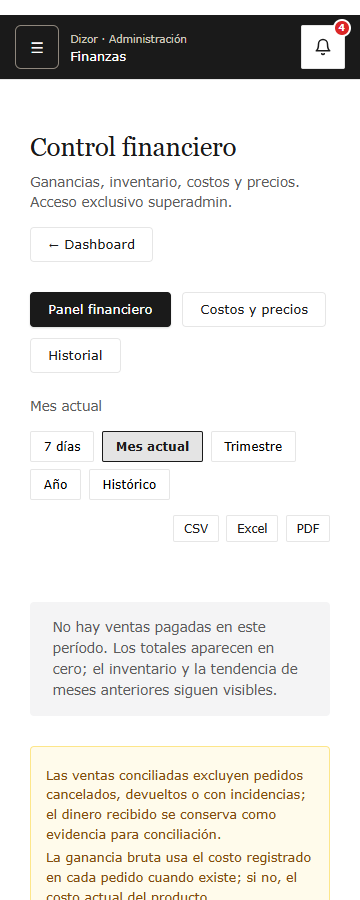 ☰
Dizor · Administración
Finanzas
4
Control financiero
Ganancias, inventario, costos y precios.
Acceso exclusivo superadmin.
← Dashboard
Panel financiero
Costos y precios
Historial
Mes actual
7 días
Mes actual
Trimestre
Año
Histórico
CSV
Excel
PDF
No hay ventas pagadas en este
período. Los totales aparecen en
cero; el inventario y la tendencia de
meses anteriores siguen visibles.
Las ventas conciliadas excluyen pedidos
cancelados, devueltos o con incidencias;
el dinero recibido se conserva como
evidencia para conciliación.
La ganancia bruta usa el costo registrado
en cada pedido cuando existe; si no, el
costo actual del producto